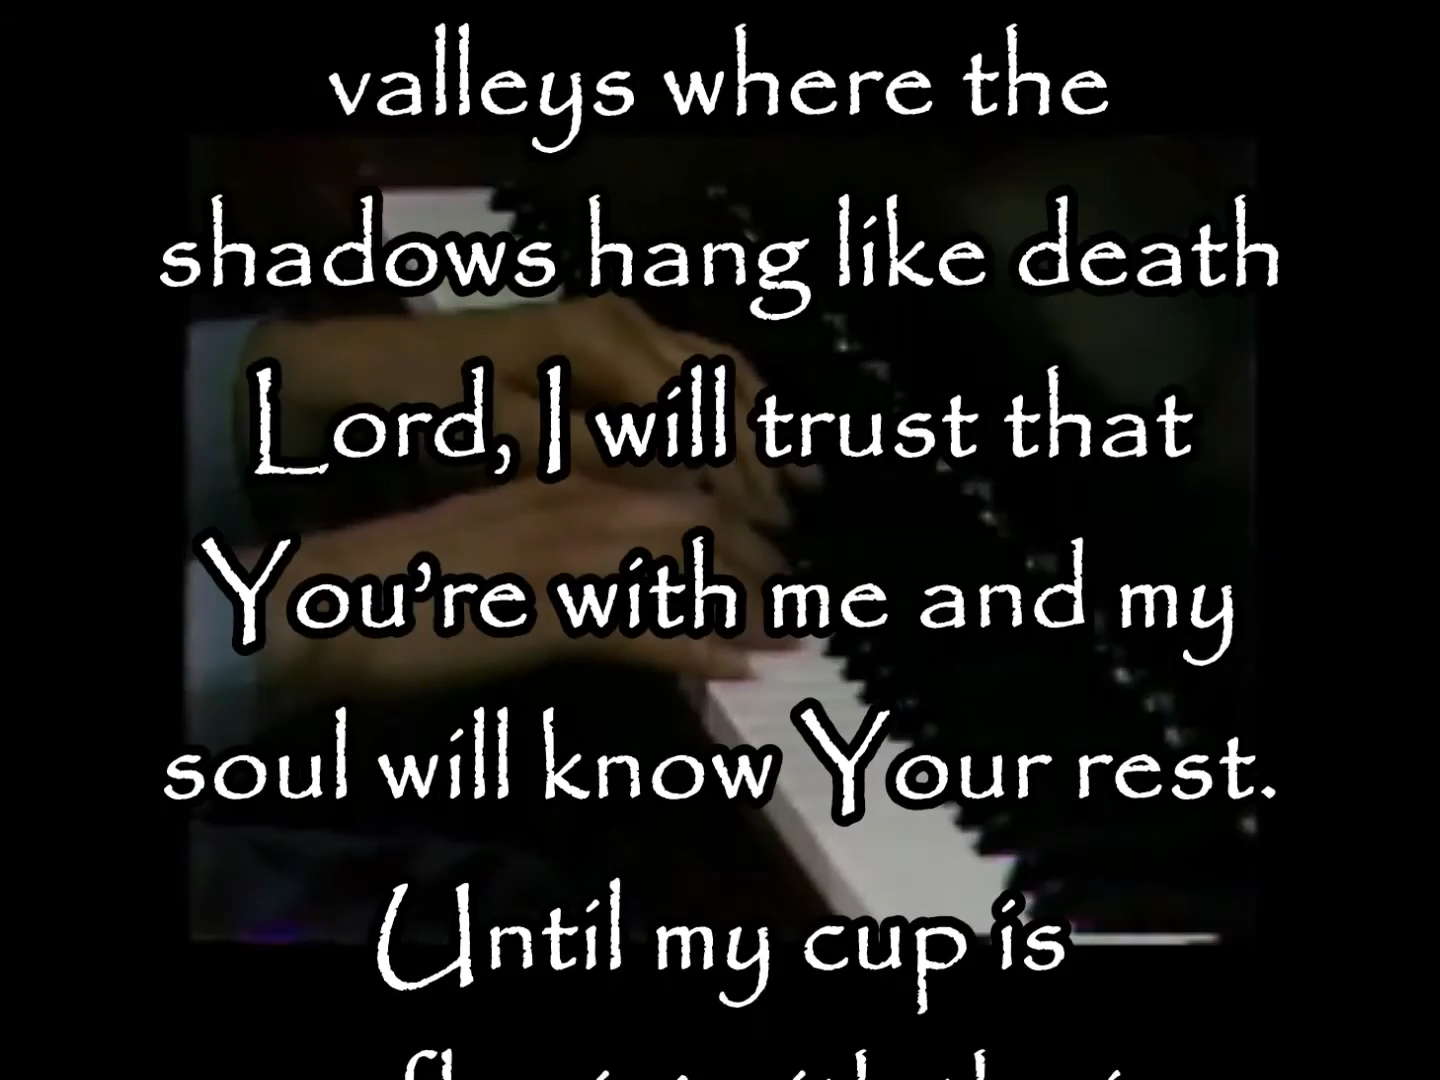 valleys where the
shadows hang like death
Lord, I will trust that
You're with me and my
soul will know Your rest.
Until my cup is